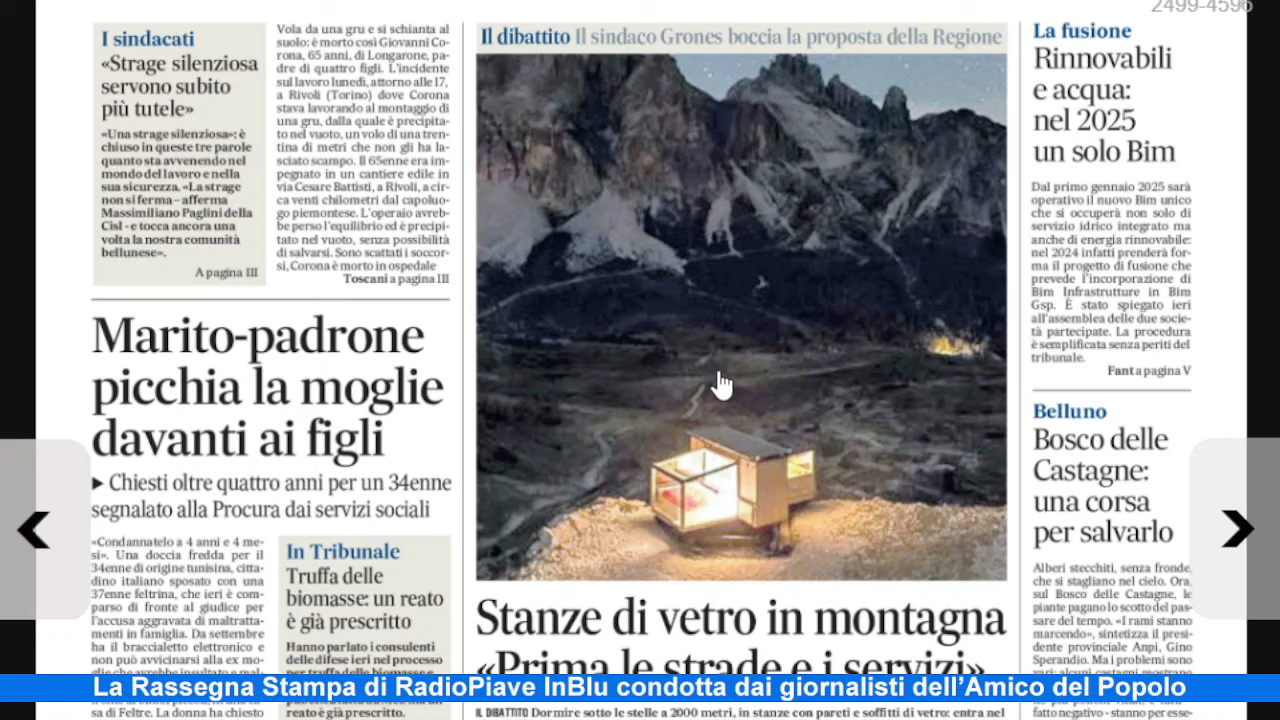 2499-4596
I sindacati
«Strage silenziosa
servono subito
più tutele»
«Una strage silenziosa»: è
chiuso in queste tre parole
quanto sta avvenendo nel
mondo del lavoro e nella
sua sicurezza. «La strage
non si ferma – afferma
Massimiliano Paglini della
Cisl - e tocca ancora una
volta la nostra comunità
bellunese».
A pagina III
Vola da una gru e si schianta al
suolo: è morto così Giovanni Co-
rona, 65 anni, di Longarone, pa-
dre di quattro figli. L'incidente
sul lavoro lunedì, attorno alle 17,
a Rivoli (Torino) dove Corona
stava lavorando al montaggio di
una gru, dalla quale è precipita-
to nel vuoto, un volo di una tren-
tina di metri che non gli ha la-
sciato scampo. Il 65enne era im-
pegnato in un cantiere edile in
via Cesare Battisti, a Rivoli, a cir-
ca venti chilometri dal capoluo-
go piemontese. L'operaio avreb-
be perso l'equilibrio ed è precipi-
tato nel vuoto, senza possibilità
di salvarsi. Sono scattati i soccor-
si, Corona è morto in ospedale
Toscani a pagina III
Marito-padrone
picchia la moglie
davanti ai figli
▶ Chiesti oltre quattro anni per un 34enne
segnalato alla Procura dai servizi sociali
«Condannatelo a 4 anni e 4 me-
si». Una doccia fredda per il
34enne di origine tunisina, citta-
dino italiano sposato con una
37enne feltrina, che ieri è com-
parso di fronte al giudice per
l'accusa aggravata di maltratta-
menti in famiglia. Da settembre
ha il braccialetto elettronico e
non può avvicinarsi alla ex mo-
sa di Feltre. La donna ha chiesto
In Tribunale
Truffa delle
biomasse: un reato
è già prescritto
Hanno parlato i consulenti
delle difese ieri nel processo
per truffa delle biomasse e
reato è già prescritto.
Il dibattito Il sindaco Grones boccia la proposta della Regione
Stanze di vetro in montagna
«Prima le strade e i servizi»
IL DIBATTITO Dormire sotto le stelle a 2000 metri, in stanze con pareti e soffitti di vetro: entra nel
La fusione
Rinnovabili
e acqua:
nel 2025
un solo Bim
Dal primo gennaio 2025 sarà
operativo il nuovo Bim unico
che si occuperà non solo di
servizio idrico integrato ma
anche di energia rinnovabile:
nel 2024 infatti prenderà for-
ma il progetto di fusione che
prevede l'incorporazione di
Bim Infrastrutture in Bim
Gsp. È stato spiegato ieri
all'assemblea delle due socie-
tà partecipate. La procedura
è semplificata senza periti del
tribunale.
Fant a pagina V
Belluno
Bosco delle
Castagne:
una corsa
per salvarlo
Alberi stecchiti, senza fronde,
che si stagliano nel cielo. Ora,
sul Bosco delle Castagne, le
piante pagano lo scotto del pas-
sare del tempo. «I rami stanno
marcendo», sintetizza il presi-
dente provinciale Anpi, Gino
Sperandio. Ma i problemi sono
fatto negativo - stanno per esse-
La Rassegna Stampa di RadioPiave InBlu condotta dai giornalisti dell'Amico del Popolo